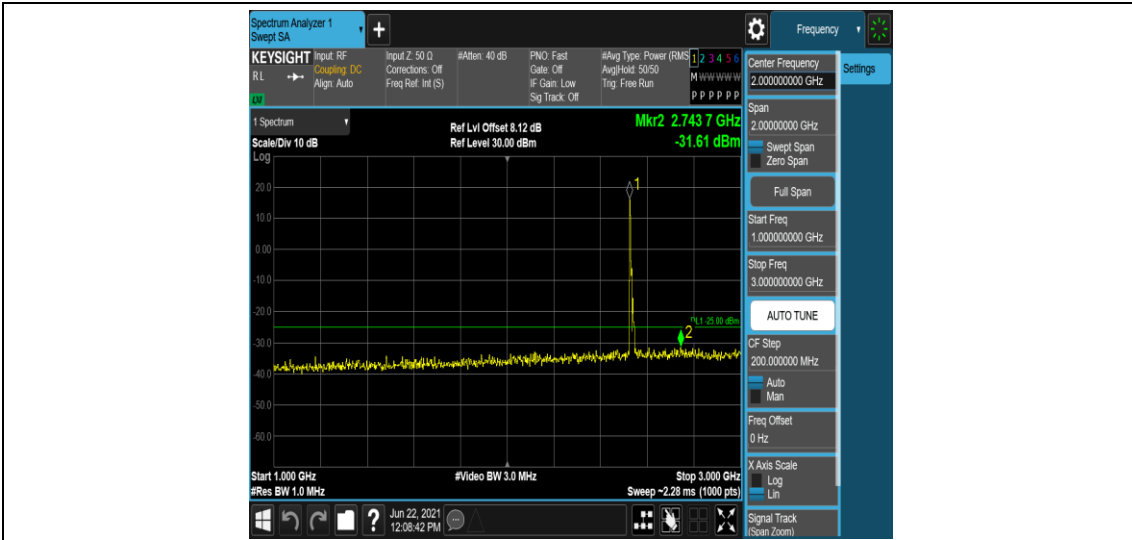 Spectrum Analyzer 1
Swept SA
+
Frequency
KEYSIGHT
RL
Input: RF
Coupling: DC
Align: Auto
Input Z: 50 Ω
Corrections: Off
Freq Ref: Int (S)
#Atten: 40 dB
PNO: Fast
Gate: Off
IF Gain: Low
Sig Track: Off
#Avg Type: Power (RMS
Avg|Hold: 50/50
Trig: Free Run
1 2 3 4 5 6
M W W W W W
P P P P P P
1 Spectrum
Scale/Div 10 dB
Log
Ref Lvl Offset 8.12 dB
Ref Level 30.00 dBm
Mkr2 2.743 7 GHz
-31.61 dBm
20.0
10.0
0.00
-10.0
-20.0
-30.0
-40.0
-50.0
-60.0
1
DL1 -25.00 dBm
2
Start 1.000 GHz
#Res BW 1.0 MHz
#Video BW 3.0 MHz
Stop 3.000 GHz
Sweep ~2.28 ms (1000 pts)
?
Jun 22, 2021
12:08:42 PM
Center Frequency
2.000000000 GHz
Settings
Span
2.00000000 GHz
Swept Span
Zero Span
Full Span
Start Freq
1.000000000 GHz
Stop Freq
3.000000000 GHz
AUTO TUNE
CF Step
200.000000 MHz
Auto
Man
Freq Offset
0 Hz
X Axis Scale
Log
Lin
Signal Track
(Span Zoom)